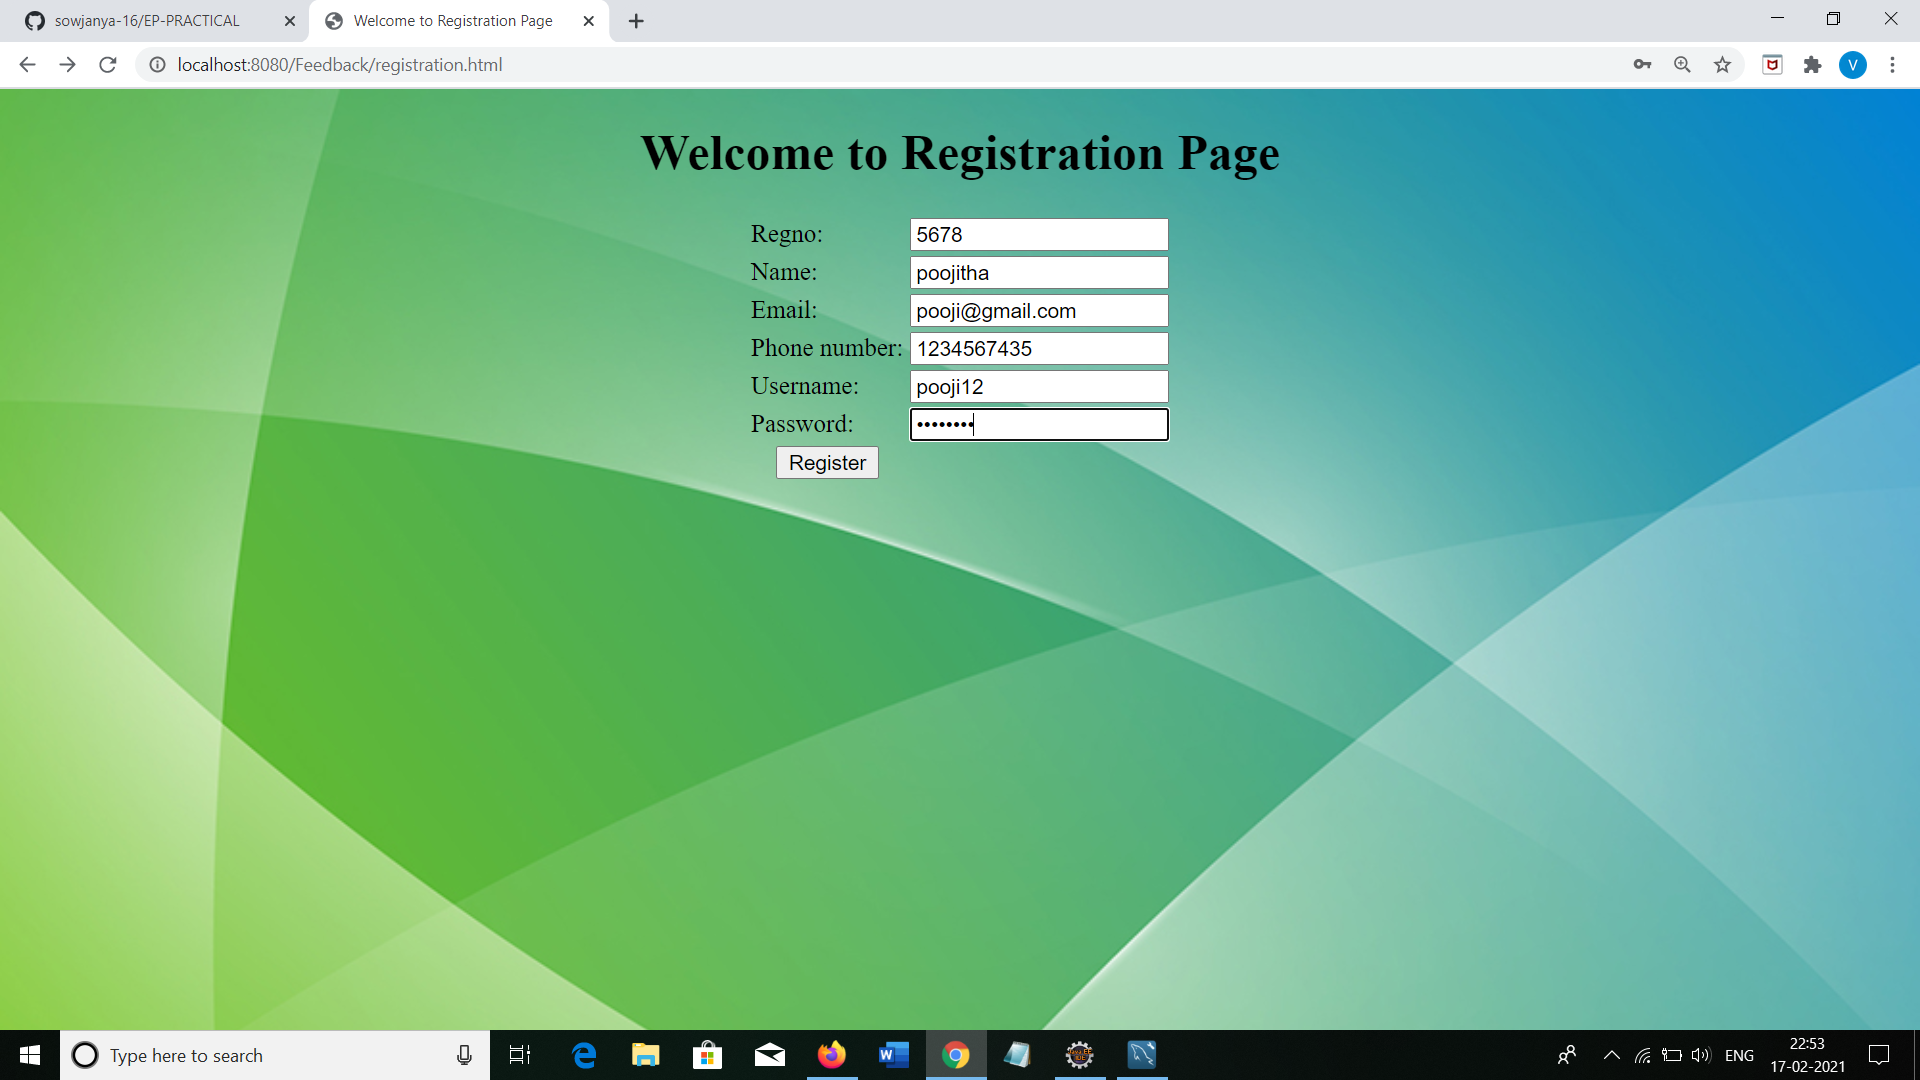 sowjanya-16/EP-PRACTICAL
Welcome to Registration Page
localhost:8080/Feedback/registration.html
V
Welcome to Registration Page
Regno: 5678
Name: poojitha
Email: pooji@gmail.com
Phone number: 1234567435
Username: pooji12
Password: ••••••••
Register
Type here to search
ENG
22:53
17-02-2021